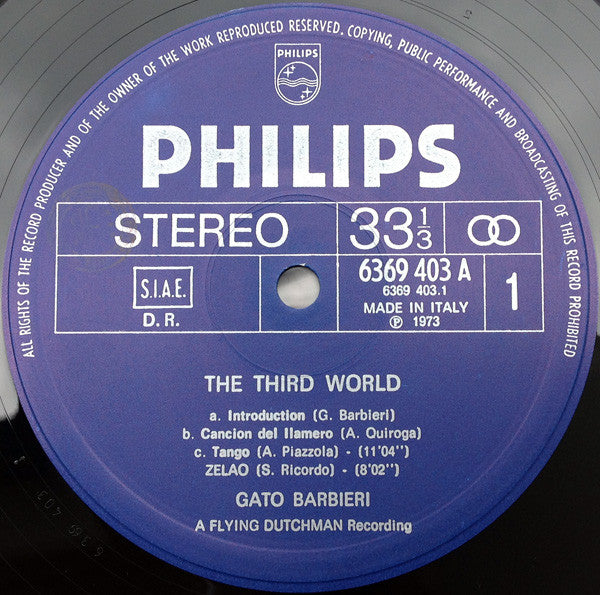 ALL RIGHTS OF THE RECORD PRODUCER AND OF THE OWNER OF THE WORK REPRODUCED RESERVED. COPYING, PUBLIC PERFORMANCE AND BROADCASTING OF THIS RECORD PROHIBITED
PHILIPS
PHILIPS
STEREO 33 1/3
S.I.A.E.
D.R.
6369 403 A
6369 403.1
MADE IN ITALY
℗ 1973
1
THE THIRD WORLD
a. Introduction (G. Barbieri)
b. Cancion del llamero (A. Quiroga)
c. Tango (A. Piazzola) - (11'04")
ZELAO (S. Ricordo) - (8'02")
GATO BARBIERI
A FLYING DUTCHMAN Recording